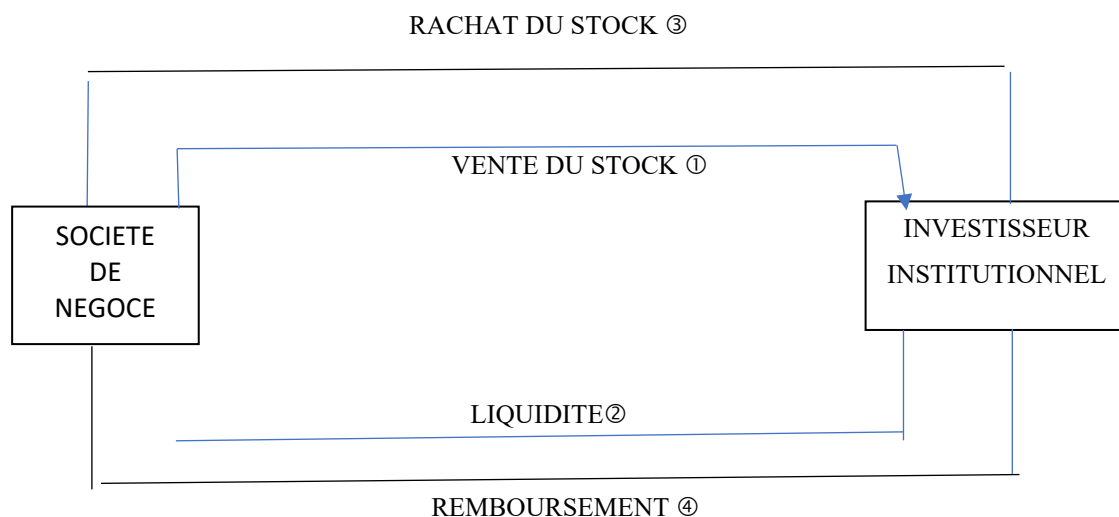 RACHAT DU STOCK ③
VENTE DU STOCK ①
SOCIETE
DE
NEGOCE
INVESTISSEUR
INSTITUTIONNEL
LIQUIDITE②
REMBOURSEMENT ④